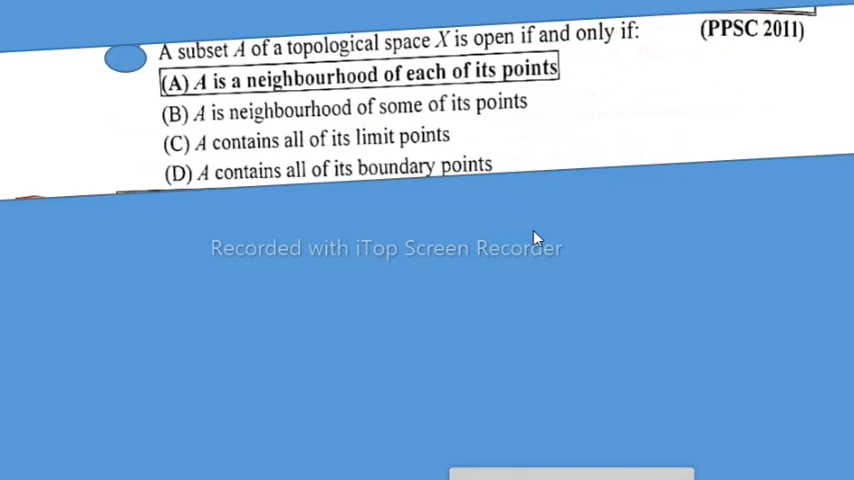 A subset A of a topological space X is open if and only if: (PPSC 2011)
(A) A is a neighbourhood of each of its points
(B) A is neighbourhood of some of its points
(C) A contains all of its limit points
(D) A contains all of its boundary points
Recorded with iTop Screen Recorder